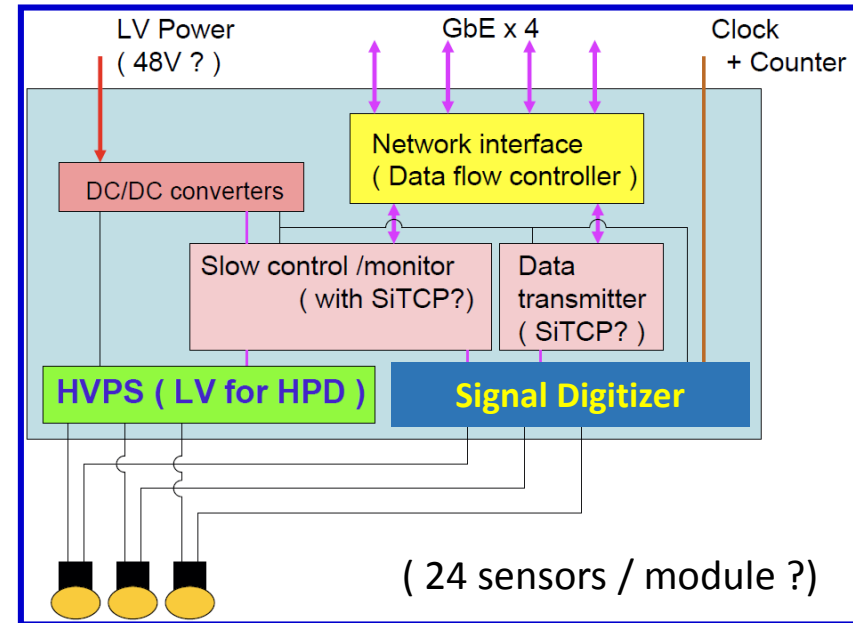 LV Power
( 48V ? )
GbE x 4
Clock
+ Counter
Network interface
( Data flow controller )
DC/DC converters
Slow control /monitor
( with SiTCP?)
Data
transmitter
( SiTCP? )
HVPS ( LV for HPD )
Signal Digitizer
( 24 sensors / module ?)